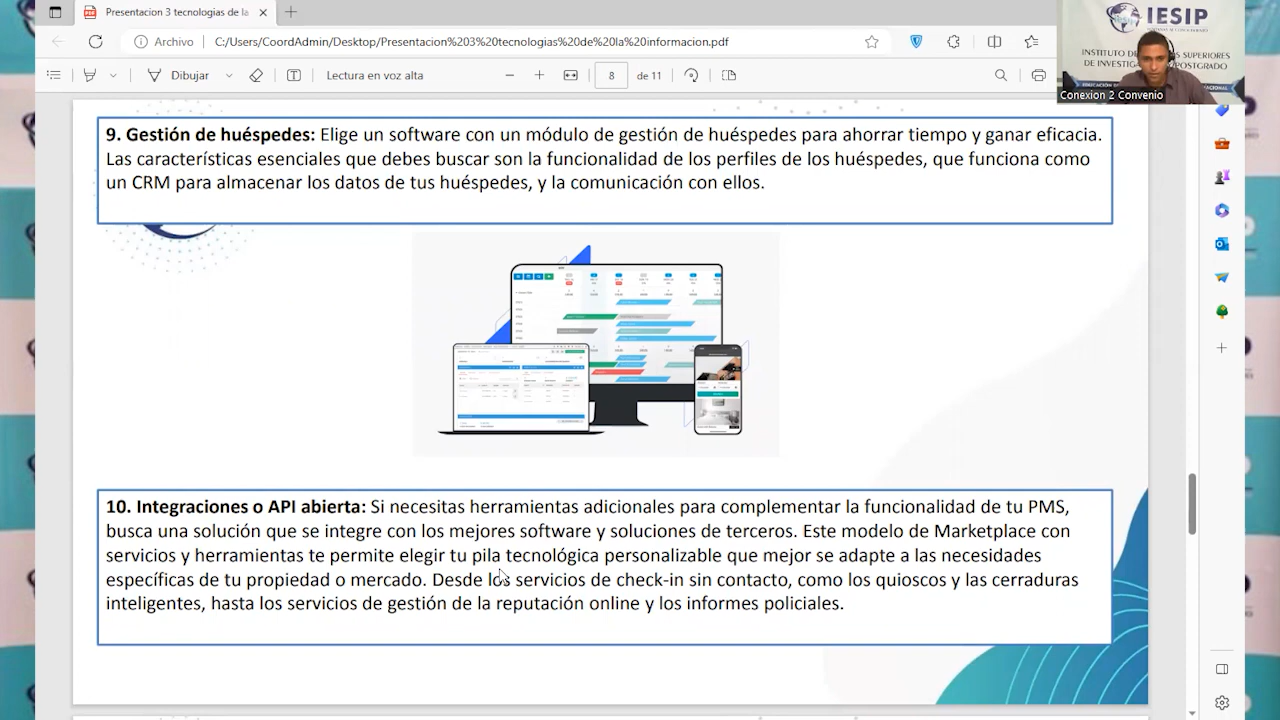 Presentacion 3 tecnologias de la
Archivo
C:/Users/CoordAdmin/Desktop/Presentacion%203%20tecnologias%20de%20la%20informacion.pdf
Dibujar
Lectura en voz alta
8
de 11
IESIP
INSTITUTO DE
SUPERIORES
DE INVESTIGA
POSTGRADO
Conexion 2 Convenio
9. Gestión de huéspedes: Elige un software con un módulo de gestión de huéspedes para ahorrar tiempo y ganar eficacia.
Las características esenciales que debes buscar son la funcionalidad de los perfiles de los huéspedes, que funciona como
un CRM para almacenar los datos de tus huéspedes, y la comunicación con ellos.
10. Integraciones o API abierta: Si necesitas herramientas adicionales para complementar la funcionalidad de tu PMS,
busca una solución que se integre con los mejores software y soluciones de terceros. Este modelo de Marketplace con
servicios y herramientas te permite elegir tu pila tecnológica personalizable que mejor se adapte a las necesidades
específicas de tu propiedad o mercado. Desde los servicios de check-in sin contacto, como los quioscos y las cerraduras
inteligentes, hasta los servicios de gestión de la reputación online y los informes policiales.